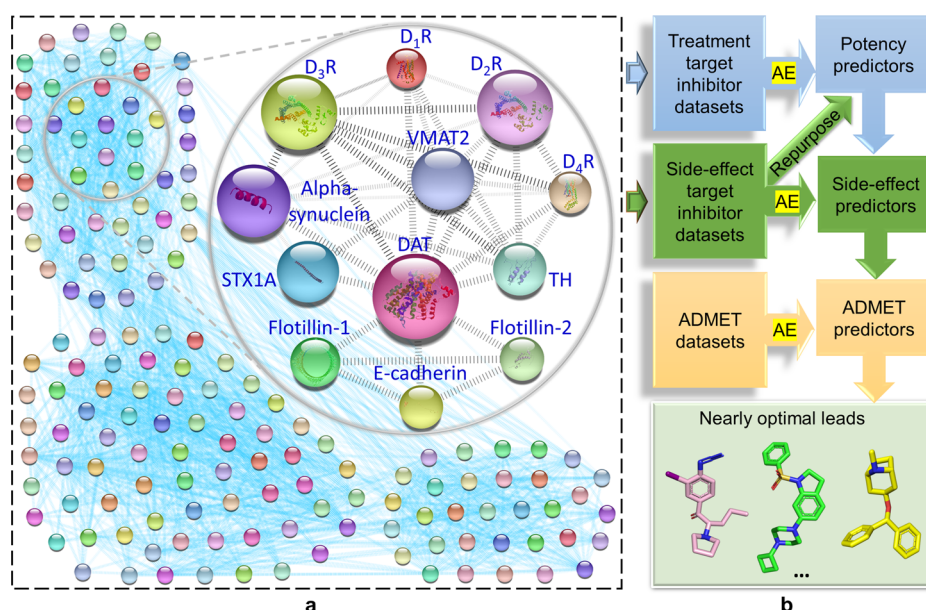 D₁R
D₃R
D₂R
VMAT2
D₄R
Alpha-
synuclein
DAT
STX1A
TH
Flotillin-1
Flotillin-2
E-cadherin
a
Treatment
target
inhibitor
datasets
AE
Potency
predictors
Repurpose
Side-effect
target
inhibitor
datasets
AE
Side-effect
predictors
ADMET
datasets
AE
ADMET
predictors
Nearly optimal leads
...
b